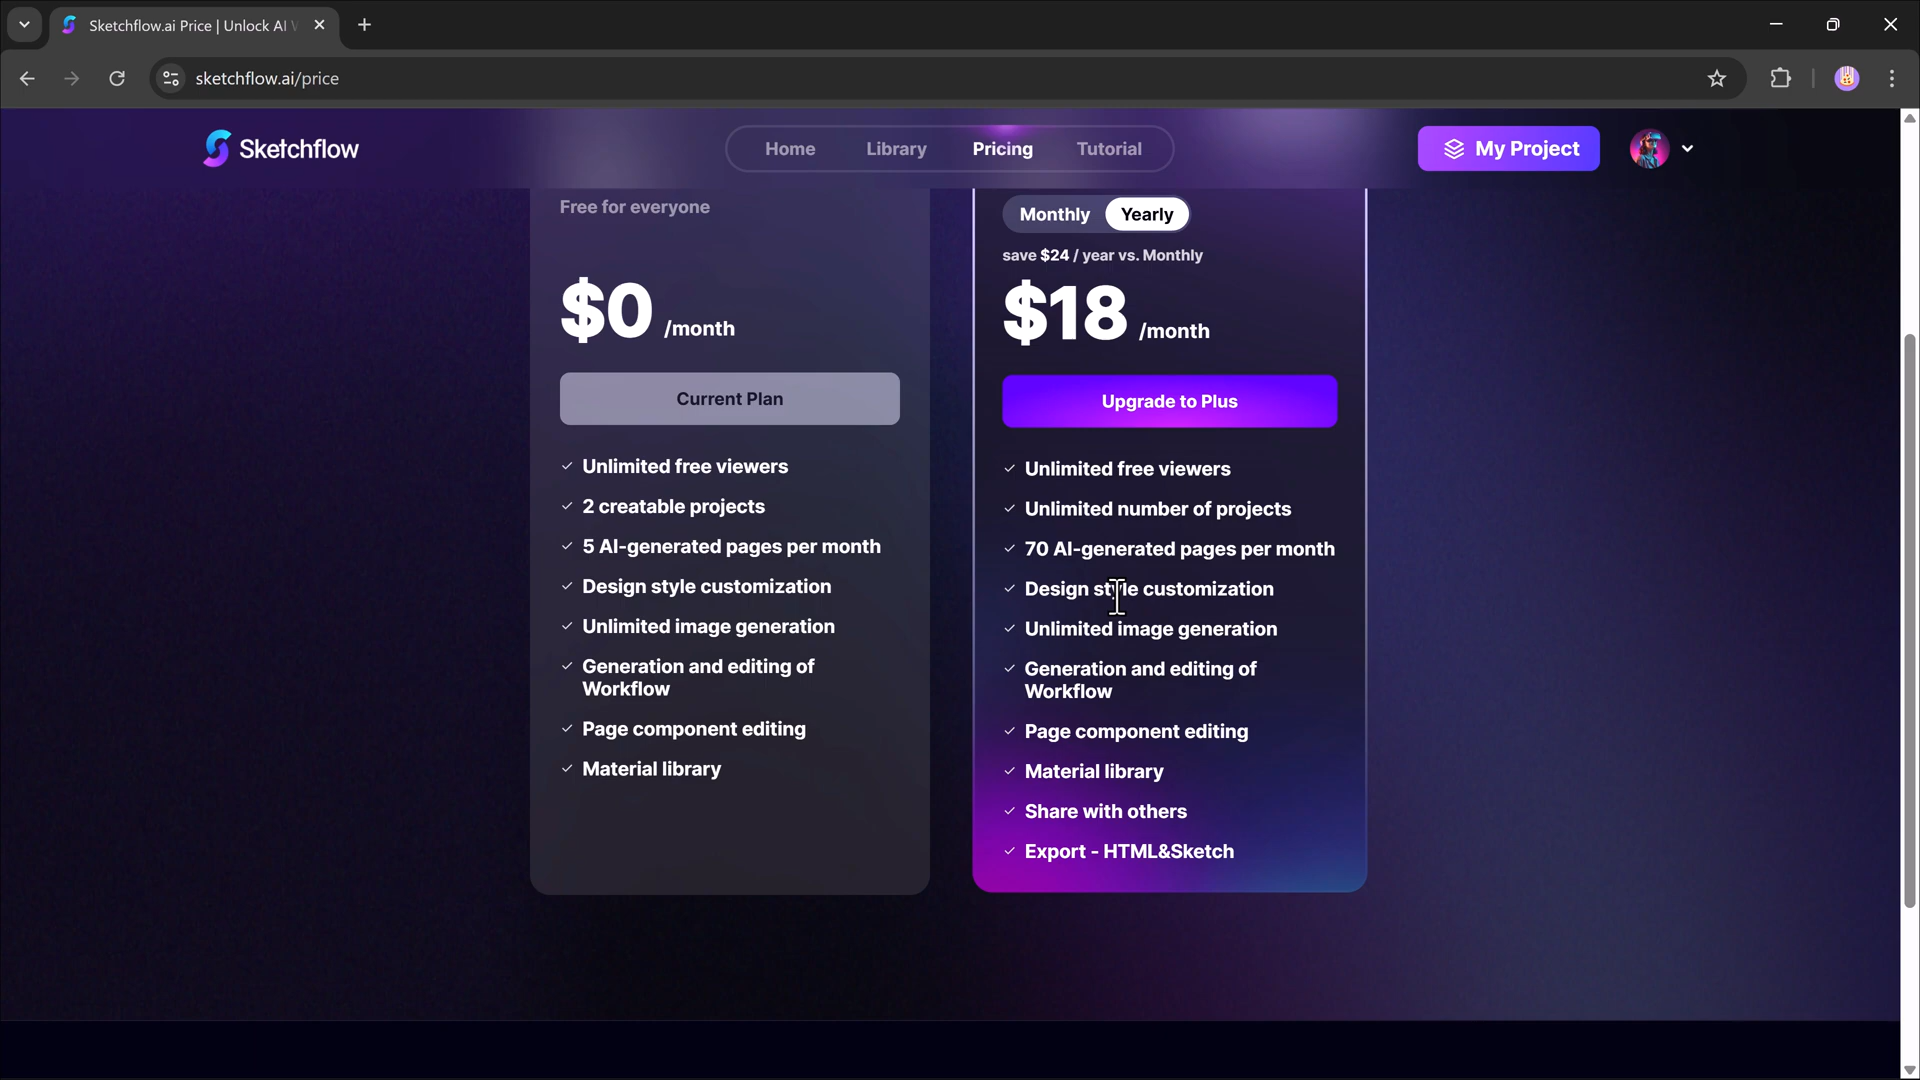 Sketchflow.ai Price | Unlock AI
sketchflow.ai/price
Sketchflow
Home
Library
Pricing
Tutorial
My Project
Free for everyone
$0 /month
Current Plan
Unlimited free viewers
2 creatable projects
5 AI-generated pages per month
Design style customization
Unlimited image generation
Generation and editing of
Workflow
Page component editing
Material library
Monthly
Yearly
save $24 / year vs. Monthly
$18 /month
Upgrade to Plus
Unlimited free viewers
Unlimited number of projects
70 AI-generated pages per month
Design style customization
Unlimited image generation
Generation and editing of
Workflow
Page component editing
Material library
Share with others
Export - HTML&Sketch